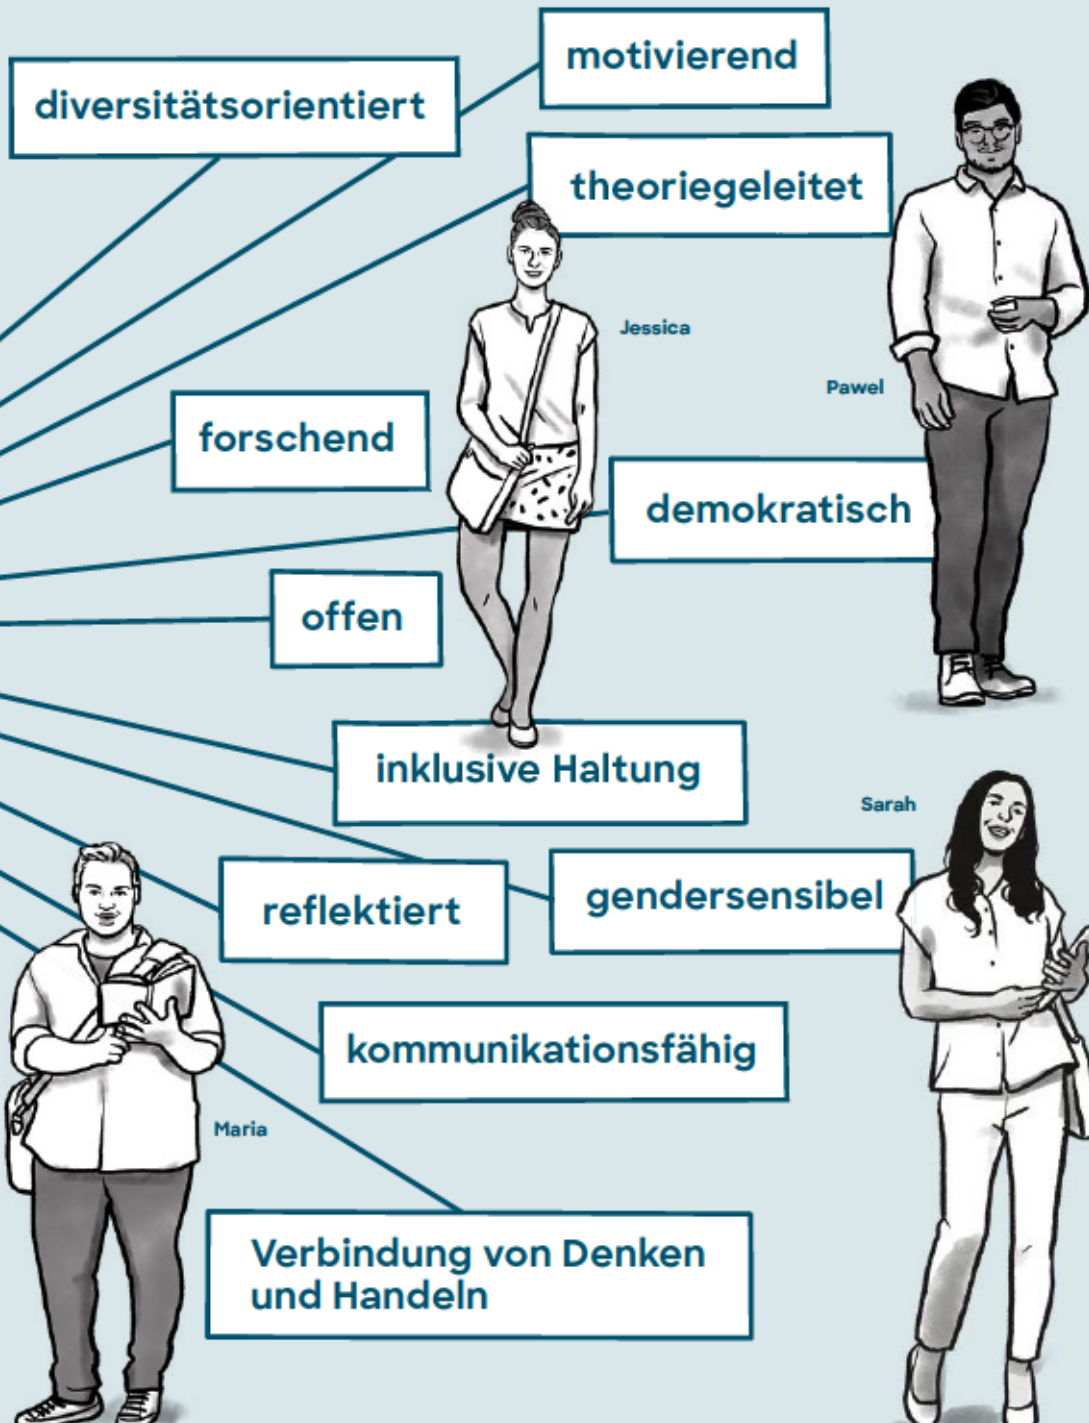 motivierend
diversitätsorientiert
theoriegeleitet
Jessica
Pawel
forschend
demokratisch
offen
inklusive Haltung
Sarah
gendersensibel
reflektiert
kommunikationsfähig
Maria
Verbindung von Denken
und Handeln